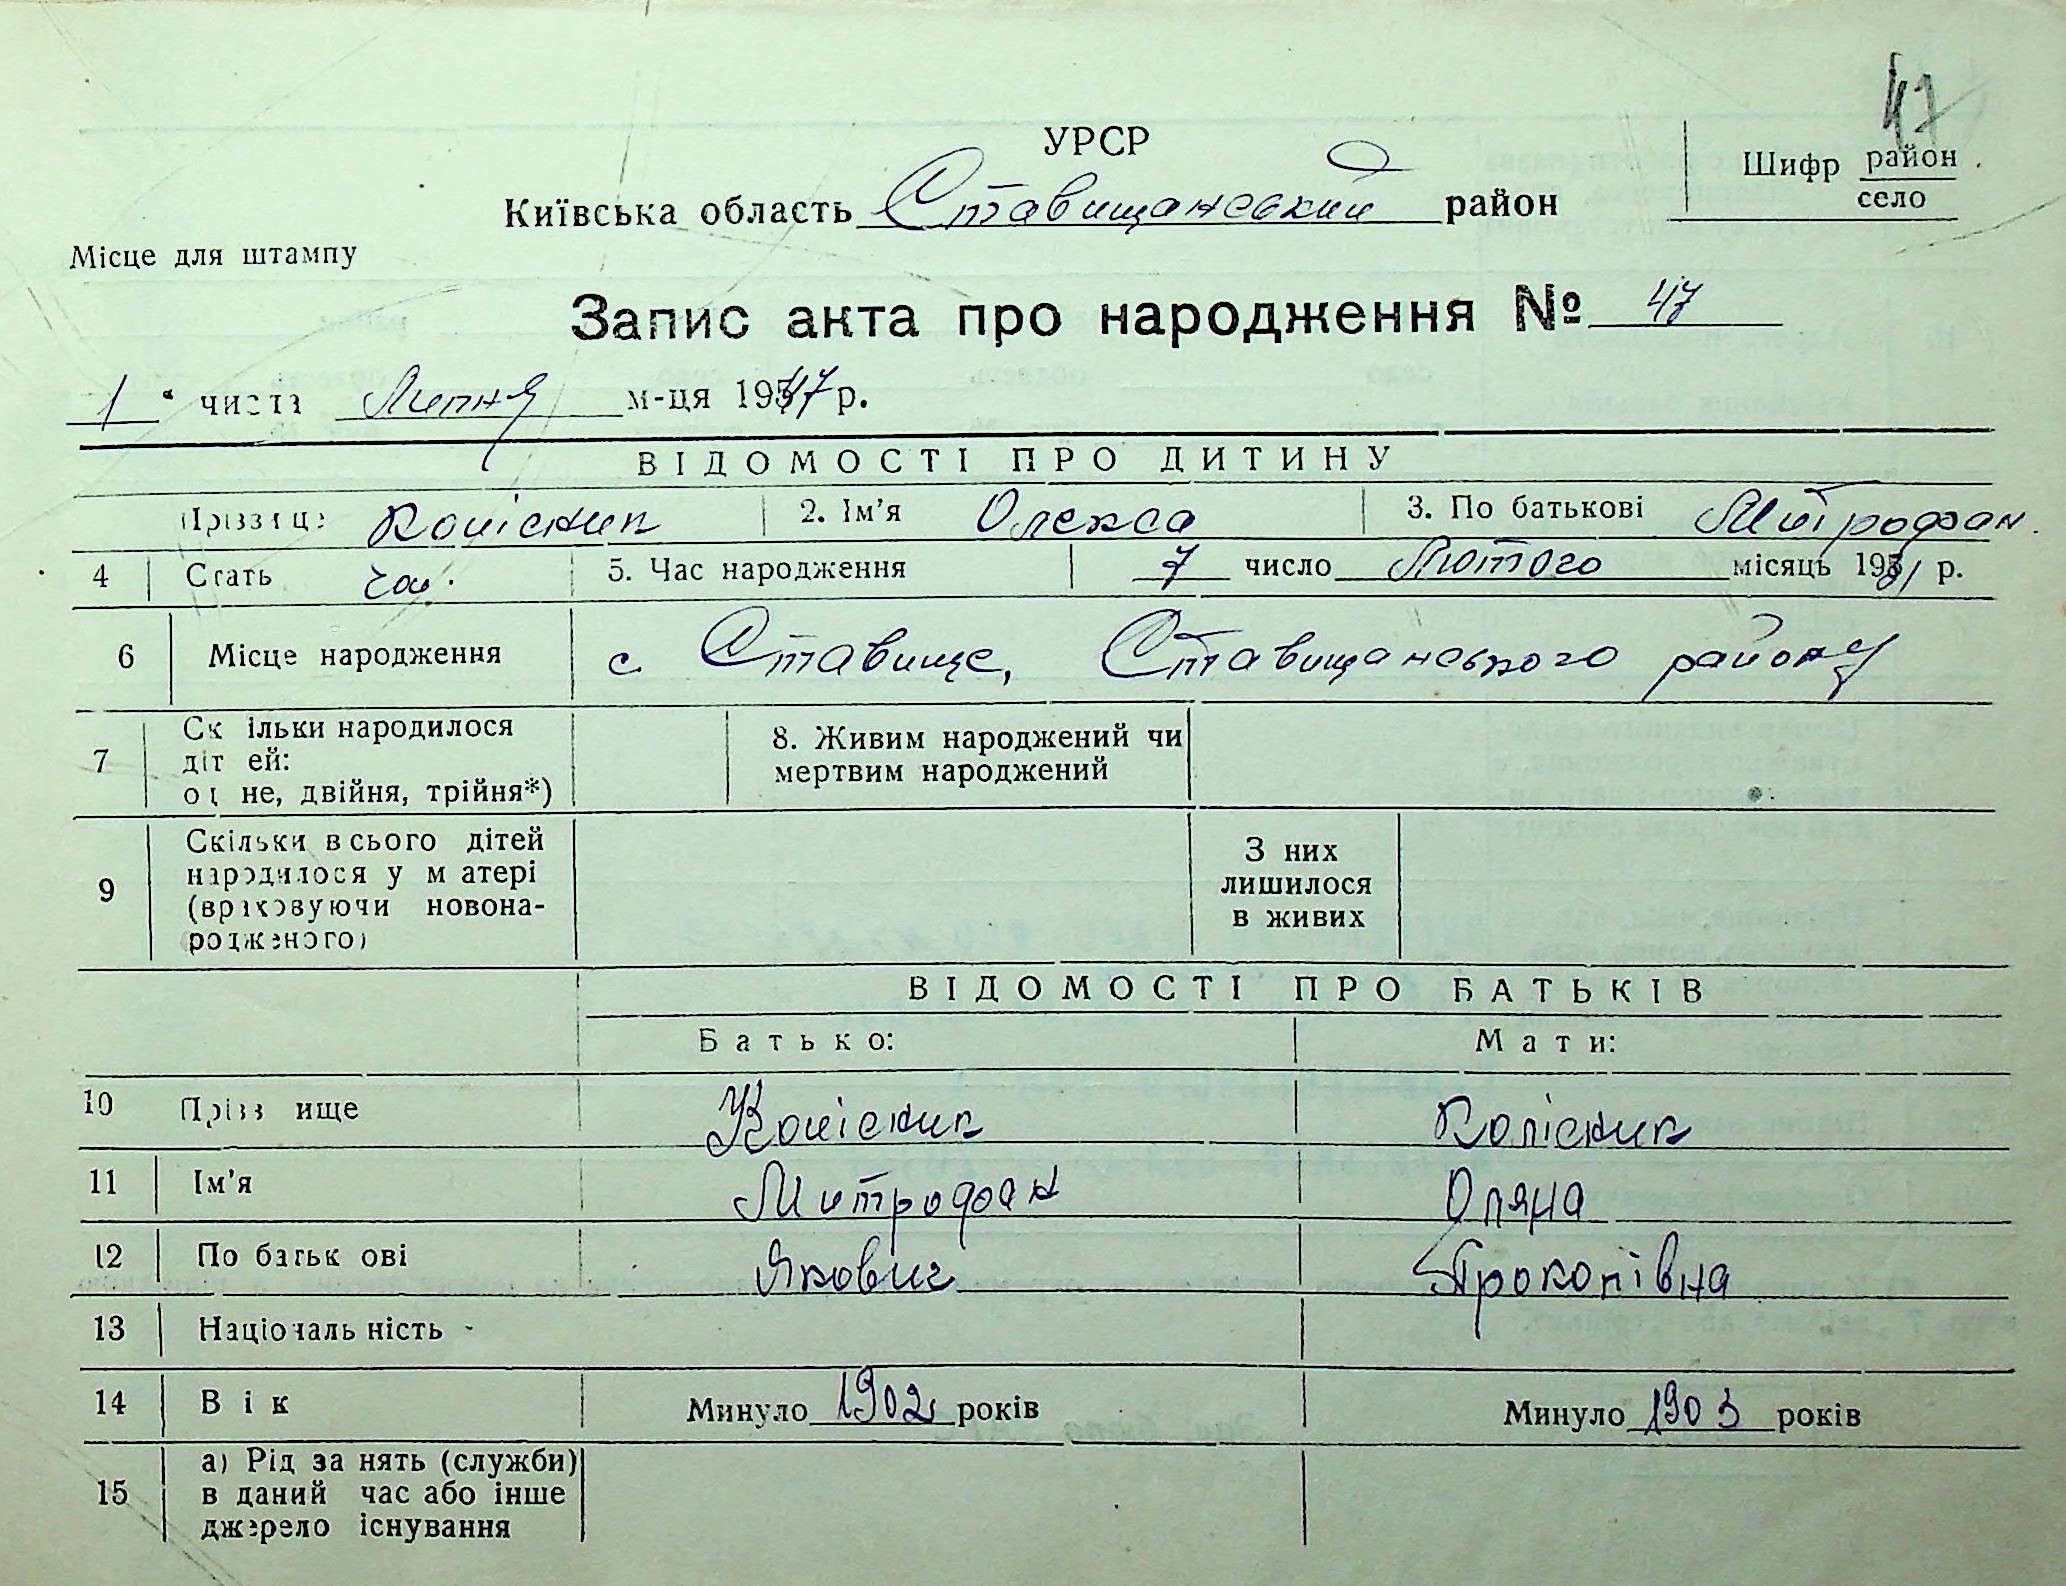 47
УРСР
Шифр район
село
Київська область Ставищанський район
Місце для штампу
Запис акта про народження № 47
1 " числа Липня м-ця 1947 р.
ВІДОМОСТІ ПРО ДИТИНУ
Прізвище Колісник 2. Ім'я Олекса 3. По батькові Митрофан.
4 Стать чол. 5. Час народження 7 число Лютого місяць 1931 р.
6 Місце народження с. Ставище, Ставищанського району
7 Скільки народилося дітей: одне, двійня, трійня*) 8. Живим народжений чи мертвим народжений
9 Скільки всього дітей народилося у матері (враховуючи новонародженого) З них лишилося в живих
ВІДОМОСТІ ПРО БАТЬКІВ
Батько: Мати:
10 Прізвище Колісник Колісник
11 Ім'я Митрофан Оляна
12 По батькові Якович Прокопівна
13 Національність -
14 Вік Минуло 1902 років Минуло 1903 років
15 а) Рід занять (служби) в даний час або інше джерело існування